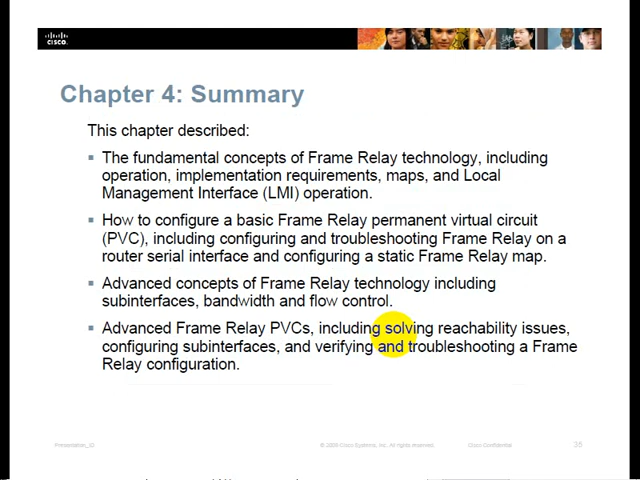 CISCO
Chapter 4: Summary
This chapter described:
The fundamental concepts of Frame Relay technology, including
operation, implementation requirements, maps, and Local
Management Interface (LMI) operation.
How to configure a basic Frame Relay permanent virtual circuit
(PVC), including configuring and troubleshooting Frame Relay on a
router serial interface and configuring a static Frame Relay map.
Advanced concepts of Frame Relay technology including
subinterfaces, bandwidth and flow control.
Advanced Frame Relay PVCs, including solving reachability issues,
configuring subinterfaces, and verifying and troubleshooting a Frame
Relay configuration.
Presentation_ID
Cisco Systems, Inc. All rights reserved.
Cisco Confidential